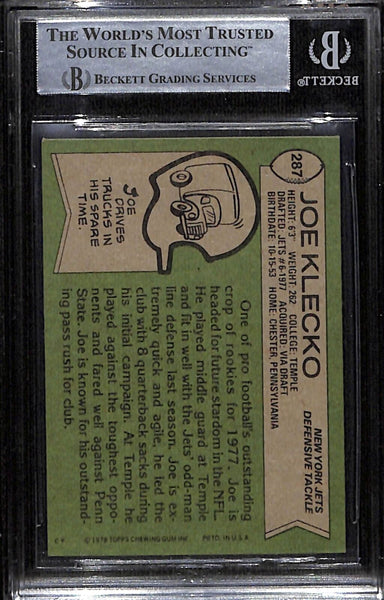 THE WORLD'S MOST TRUSTED
SOURCE IN COLLECTING™
BECKETT GRADING SERVICES
BECKETT
287
JOE KLECKO
NEW YORK JETS
DEFENSIVE TACKLE
HEIGHT: 6'3" WEIGHT: 262 COLLEGE: TEMPLE
DRAFTED: JETS #6-1977 ACQUIRED: VIA DRAFT
BIRTHDATE: 10-15-53 HOME: CHESTER, PENNSYLVANIA
JOE
DRIVES
TRUCKS IN
HIS SPARE
TIME.
One of pro football's outstanding
crop of rookies for 1977, Joe is
headed for future stardom in the NFL.
He played middle guard at Temple
and fit in well with the Jets' odd-man
line defense last season. Joe is ex-
tremely quick and agile, he led the
club with 8 quarterback sacks during
his initial campaign. At Temple he
played against the toughest oppo-
nents and fared well against Penn
State. Joe is known for his outstand-
ing pass rush for club.
© 1978 TOPPS CHEWING GUM INC. PRTD. IN U.S.A.